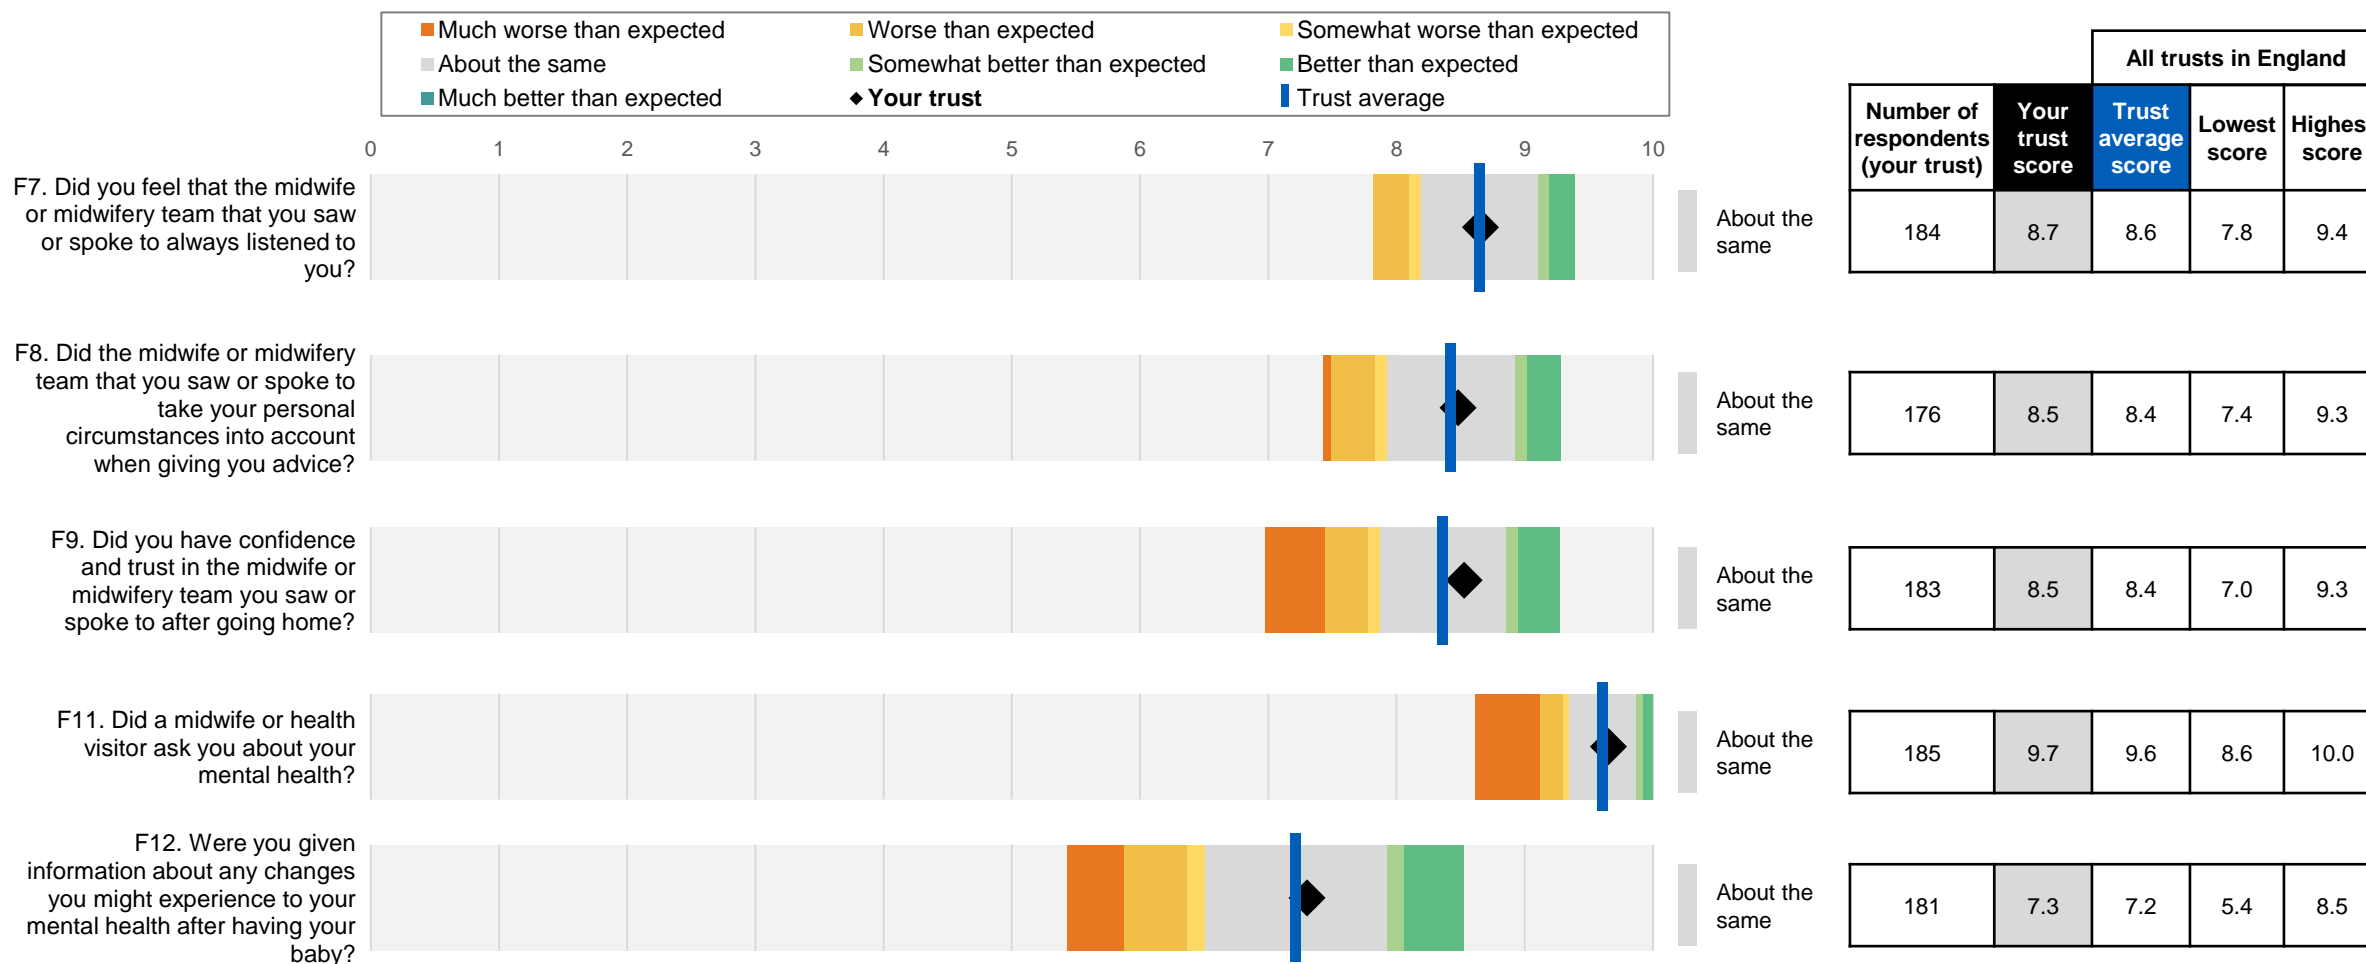 Much worse than expected
Worse than expected
Somewhat worse than expected
About the same
Somewhat better than expected
Better than expected
Much better than expected
Your trust
Trust average
All trusts in England
Number of
respondents
(your trust)
Your
trust
score
Trust
average
score
Lowest
score
Highes
score
0 1 2 3 4 5 6 7 8 9 10
F7. Did you feel that the midwife
or midwifery team that you saw
or spoke to always listened to
you?
About the
same
184 8.7 8.6 7.8 9.4
F8. Did the midwife or midwifery
team that you saw or spoke to
take your personal
circumstances into account
when giving you advice?
About the
same
176 8.5 8.4 7.4 9.3
F9. Did you have confidence
and trust in the midwife or
midwifery team you saw or
spoke to after going home?
About the
same
183 8.5 8.4 7.0 9.3
F11. Did a midwife or health
visitor ask you about your
mental health?
About the
same
185 9.7 9.6 8.6 10.0
F12. Were you given
information about any changes
you might experience to your
mental health after having your
baby?
About the
same
181 7.3 7.2 5.4 8.5